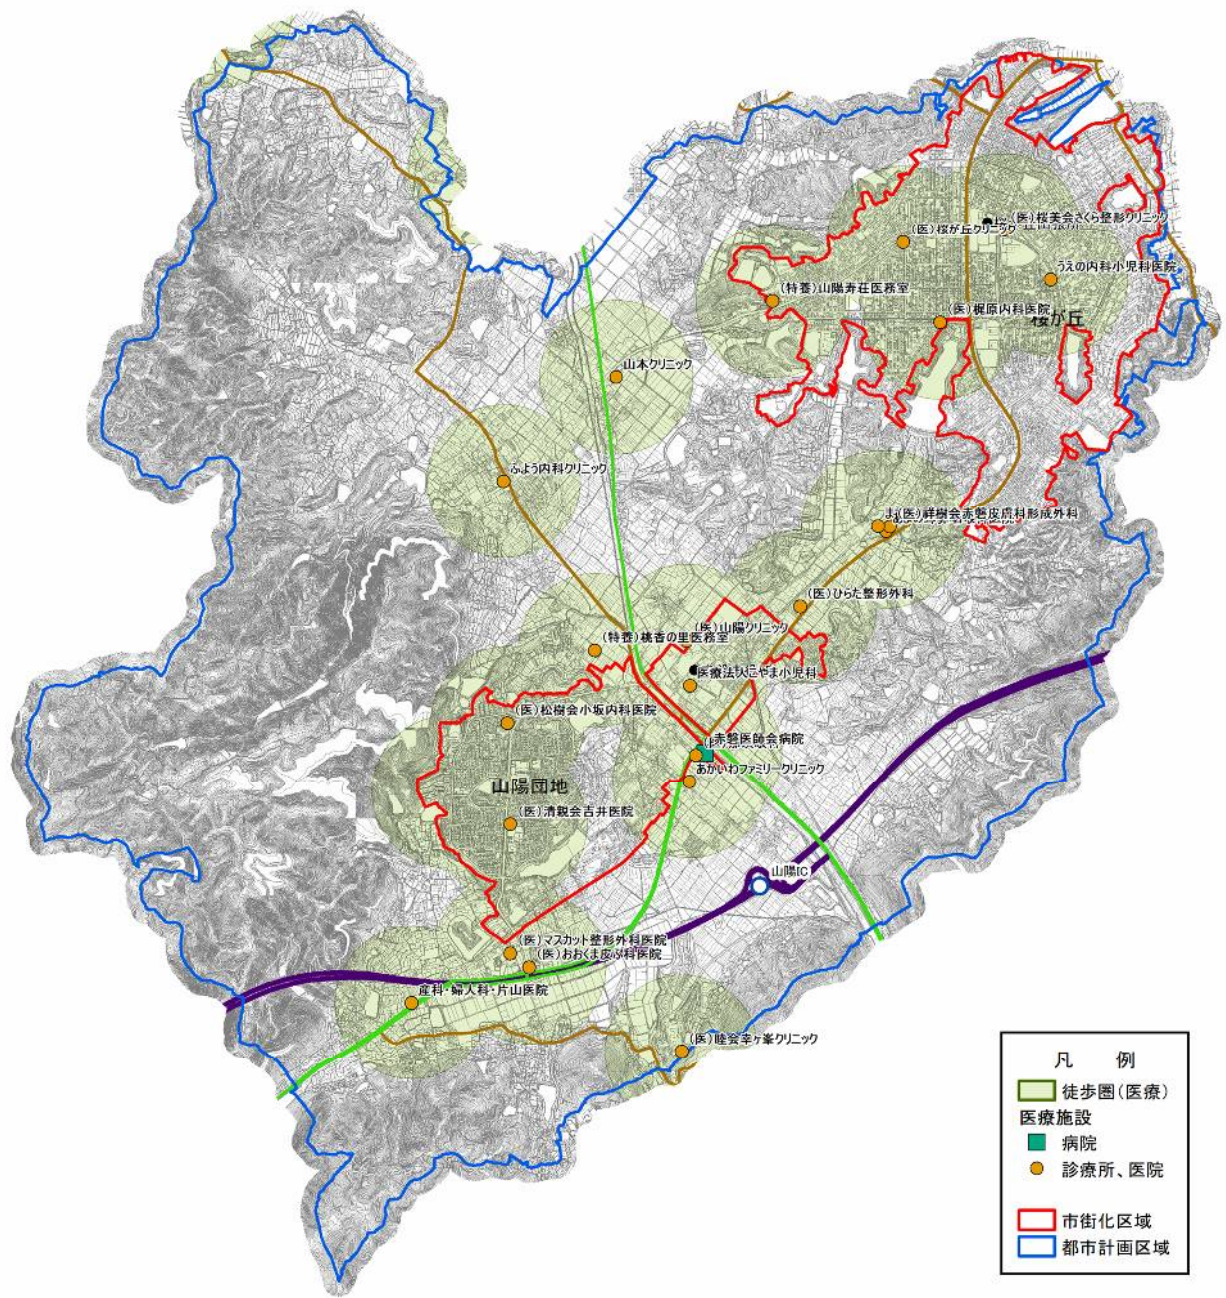 (医)桜美会さくら整形クリニック
(医)桜が丘クリニック
うえの内科小児科医院
(特養)山陽寿荘医務室
(医)梶原内科医院
桜が丘
山本クリニック
ふよう内科クリニック
(医)祥樹会赤磐皮膚科形成外科
(医)ひらた整形外科
(医)山陽クリニック
(特養)桃香の里医務室
医療法人こやま小児科
(医)松樹会小坂内科医院
赤磐医師会病院
あかいわファミリークリニック
山陽団地
(医)清親会吉井医院
山陽IC
(医)マスカット整形外科医院
(医)おおくま皮ふ科医院
産科・婦人科・片山医院
(医)睦会幸ヶ峯クリニック
凡 例
徒歩圏(医療)
医療施設
病院
診療所、医院
市街化区域
都市計画区域